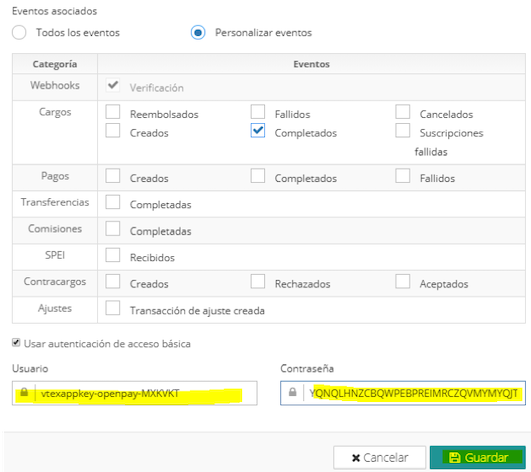 Eventos asociados
Todos los eventos Personalizar eventos
Categoría Eventos
Webhooks Verificación
Cargos Reembolsados Fallidos Cancelados
Creados Completados Suscripciones
fallidas
Pagos Creados Completados Fallidos
Transferencias Completadas
Comisiones Completadas
SPEI Recibidos
Contracargos Creados Rechazados Aceptados
Ajustes Transacción de ajuste creada
Usar autenticación de acceso básica
Usuario Contraseña
vtexappkey-openpay-MXKVKT YQNQLHNZCBQWPEBPREIMRCZQVMYMYQJT
Cancelar Guardar